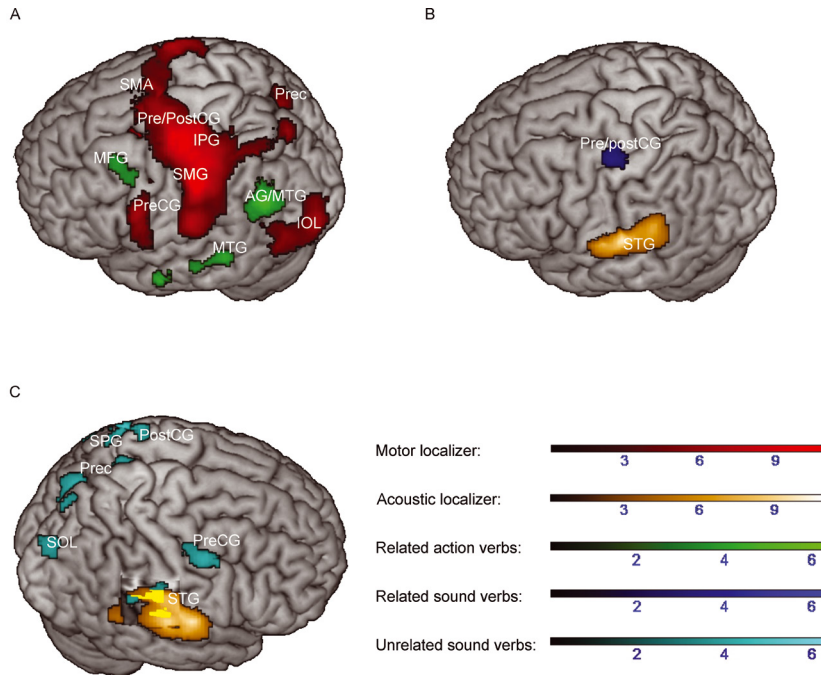 A
SMA
Prec
Pre/PostCG
IPG
MFG
SMG
AG/MTG
PreCG
IOL
MTG
B
Pre/postCG
STG
C
SPG PostCG
Prec
SOL
PreCG
STG
Motor localizer:
3 6 9
Acoustic localizer:
3 6 9
Related action verbs:
2 4 6
Related sound verbs:
2 4 6
Unrelated sound verbs:
2 4 6